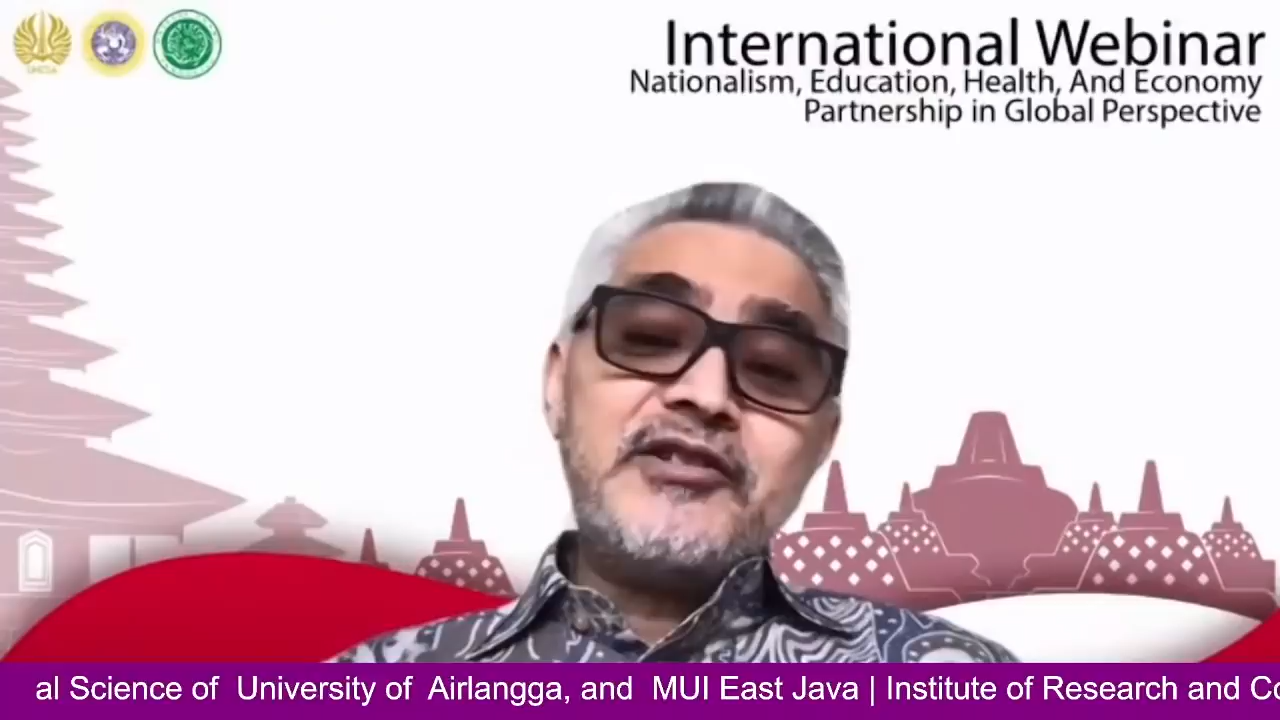 UNESA
International Webinar
Nationalism, Education, Health, And Economy
Partnership in Global Perspective
al Science of University of Airlangga, and MUI East Java | Institute of Research and Co